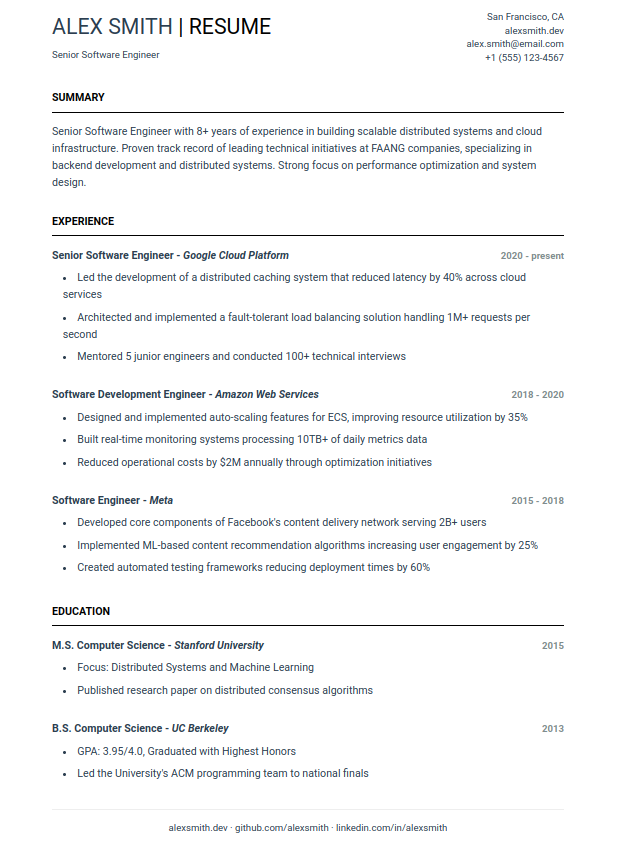 ALEX SMITH | RESUME
Senior Software Engineer
San Francisco, CA
alexsmith.dev
alex.smith@email.com
+1 (555) 123-4567
SUMMARY
Senior Software Engineer with 8+ years of experience in building scalable distributed systems and cloud
infrastructure. Proven track record of leading technical initiatives at FAANG companies, specializing in
backend development and distributed systems. Strong focus on performance optimization and system
design.
EXPERIENCE
Senior Software Engineer - Google Cloud Platform 2020 - present
• Led the development of a distributed caching system that reduced latency by 40% across cloud
services
• Architected and implemented a fault-tolerant load balancing solution handling 1M+ requests per
second
• Mentored 5 junior engineers and conducted 100+ technical interviews
Software Development Engineer - Amazon Web Services 2018 - 2020
• Designed and implemented auto-scaling features for ECS, improving resource utilization by 35%
• Built real-time monitoring systems processing 10TB+ of daily metrics data
• Reduced operational costs by $2M annually through optimization initiatives
Software Engineer - Meta 2015 - 2018
• Developed core components of Facebook's content delivery network serving 2B+ users
• Implemented ML-based content recommendation algorithms increasing user engagement by 25%
• Created automated testing frameworks reducing deployment times by 60%
EDUCATION
M.S. Computer Science - Stanford University 2015
• Focus: Distributed Systems and Machine Learning
• Published research paper on distributed consensus algorithms
B.S. Computer Science - UC Berkeley 2013
• GPA: 3.95/4.0, Graduated with Highest Honors
• Led the University's ACM programming team to national finals
alexsmith.dev · github.com/alexsmith · linkedin.com/in/alexsmith